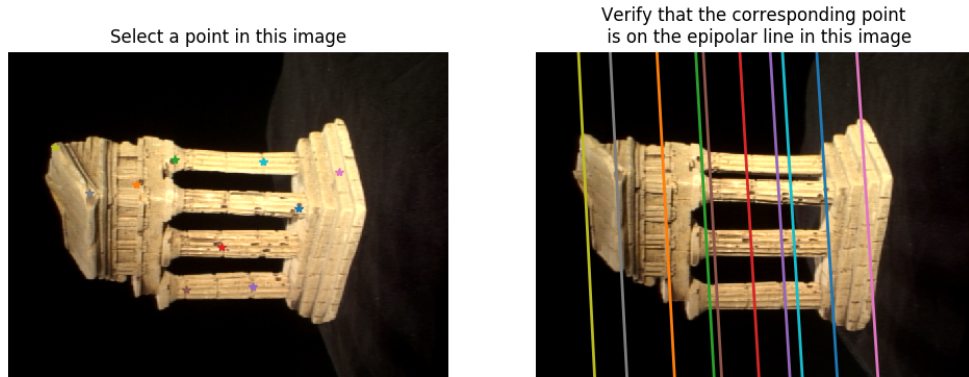 Select a point in this image
Verify that the corresponding point
is on the epipolar line in this image